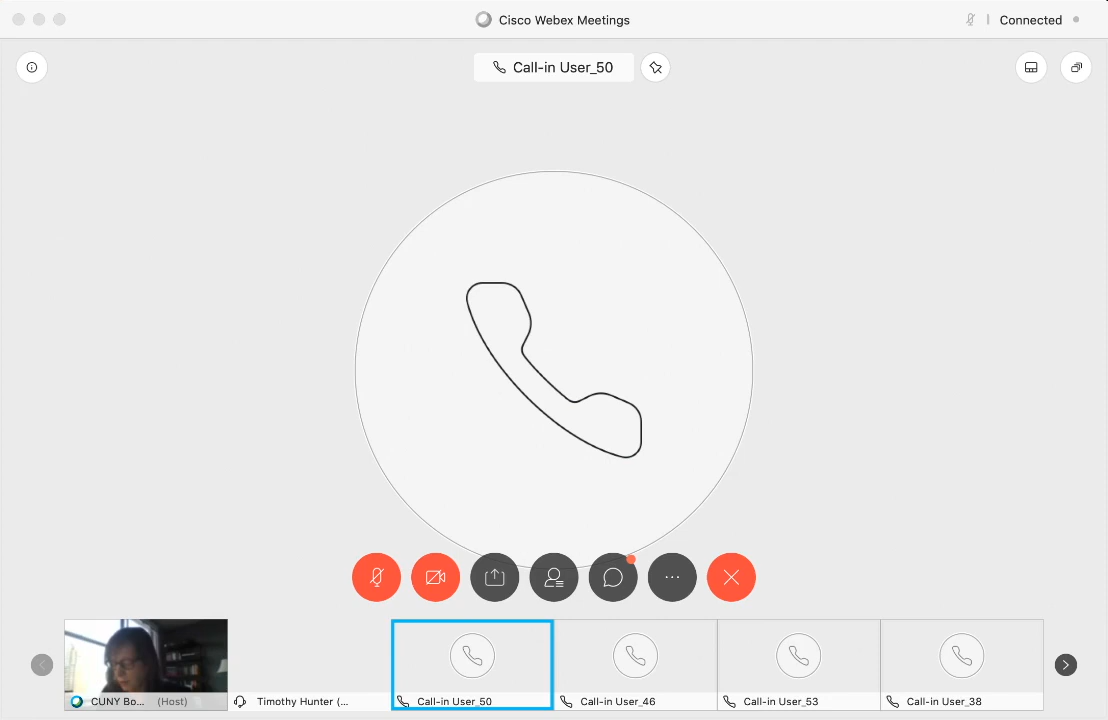 Cisco Webex Meetings
Connected
Call-in User_50
CUNY Bo... (Host)
Timothy Hunter (...
Call-in User_50
Call-in User_46
Call-in User_53
Call-in User_38